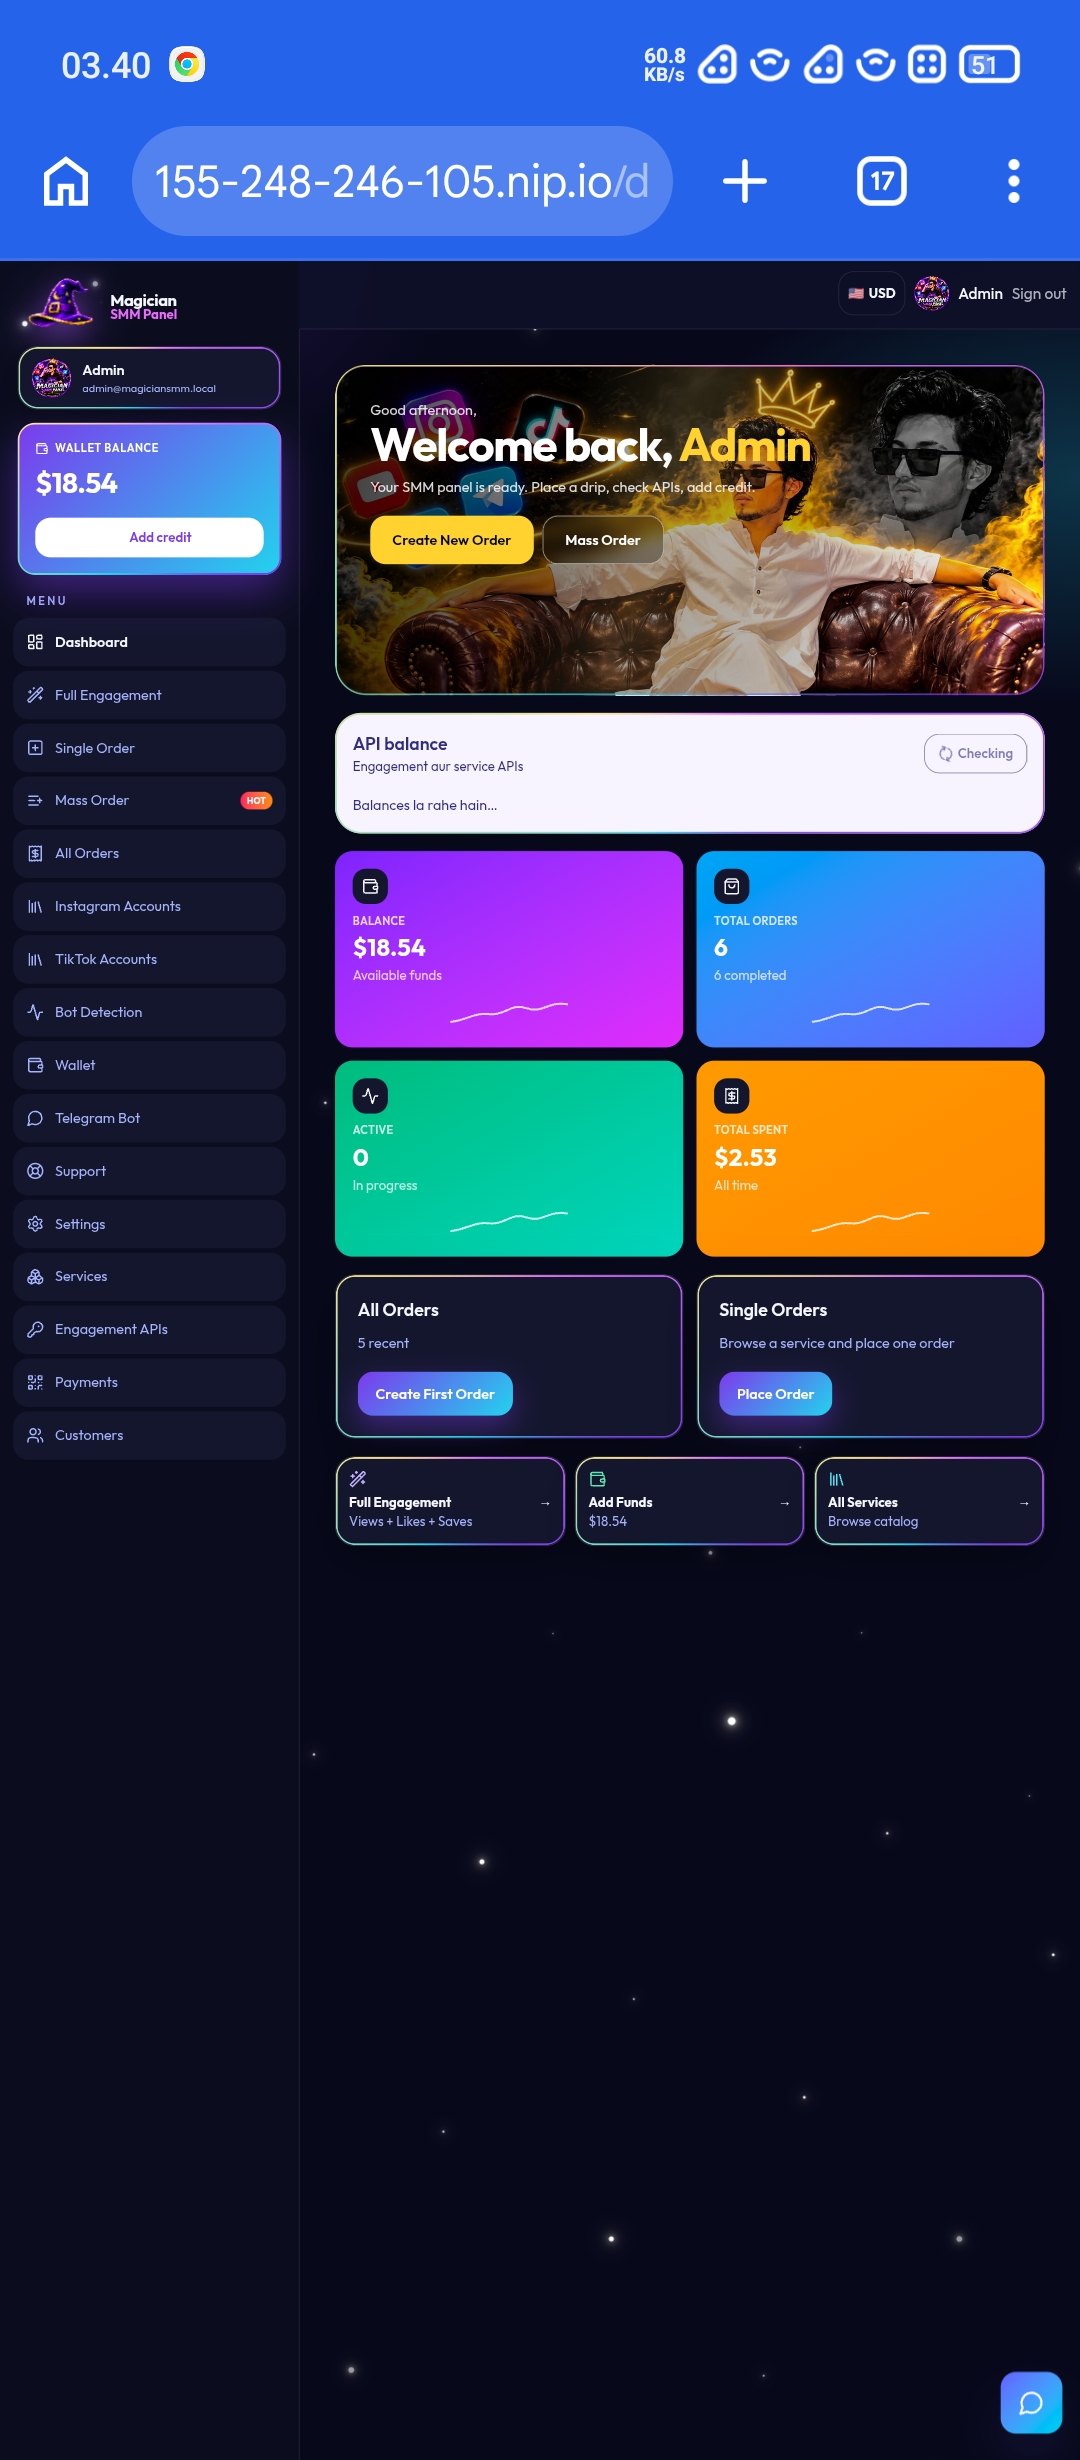 03.40
60.8
KB/s
51
155-248-246-105.nip.io/d
17
Magician
SMM Panel
USD
Admin
Sign out
Admin
admin@magiciansmm.local
WALLET BALANCE
$18.54
Add credit
MENU
Dashboard
Full Engagement
Single Order
Mass Order
HOT
All Orders
Instagram Accounts
TikTok Accounts
Bot Detection
Wallet
Telegram Bot
Support
Settings
Services
Engagement APIs
Payments
Customers
Good afternoon,
Welcome back, Admin
Your SMM panel is ready. Place a drip, check APIs, add credit.
Create New Order
Mass Order
API balance
Engagement aur service APIs
Checking
Balances la rahe hain...
BALANCE
$18.54
Available funds
TOTAL ORDERS
6
6 completed
ACTIVE
0
In progress
TOTAL SPENT
$2.53
All time
All Orders
5 recent
Create First Order
Single Orders
Browse a service and place one order
Place Order
Full Engagement →
Views + Likes + Saves
Add Funds →
$18.54
All Services →
Browse catalog